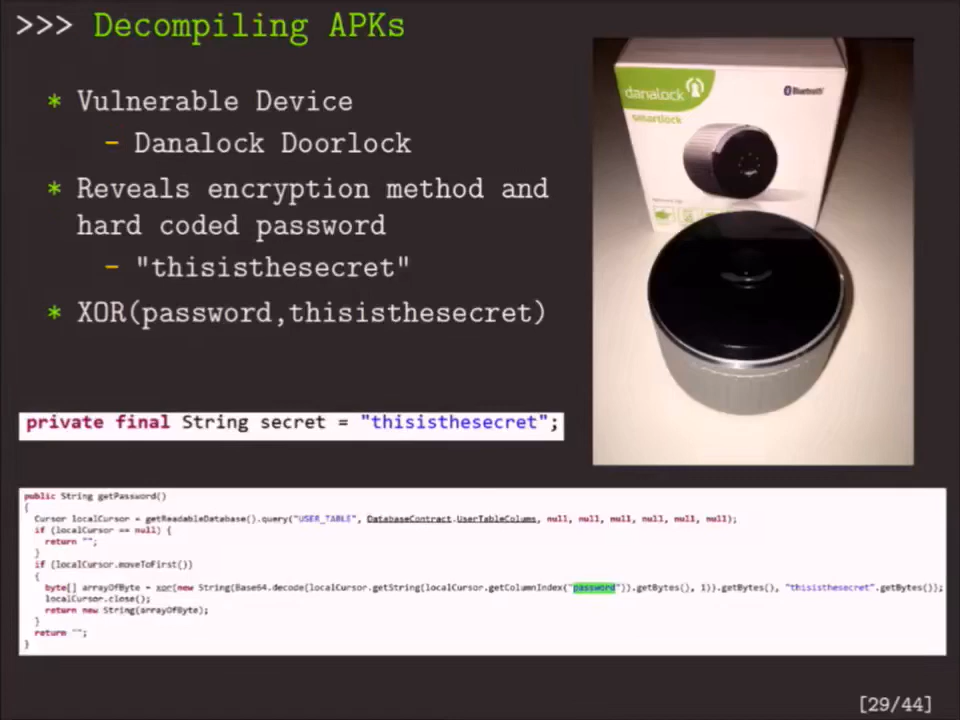 >>> Decompiling APKs
* Vulnerable Device
– Danalock Doorlock
* Reveals encryption method and
hard coded password
– "thisisthesecret"
* XOR(password,thisisthesecret)
danalock
Bluetooth
smartlock
private final String secret = "thisisthesecret";
public String getPassword()
{
Cursor localCursor = getReadableDatabase().query("USER_TABLE", DatabaseContract.UserTableColums, null, null, null, null, null, null);
if (localCursor == null) {
return "";
}
if (localCursor.moveToFirst())
{
byte[] arrayOfByte = xor(new String(Base64.decode(localCursor.getString(localCursor.getColumnIndex("password")).getBytes(), 1)).getBytes(), "thisisthesecret".getBytes());
localCursor.close();
return new String(arrayOfByte);
}
return "";
}
[29/44]